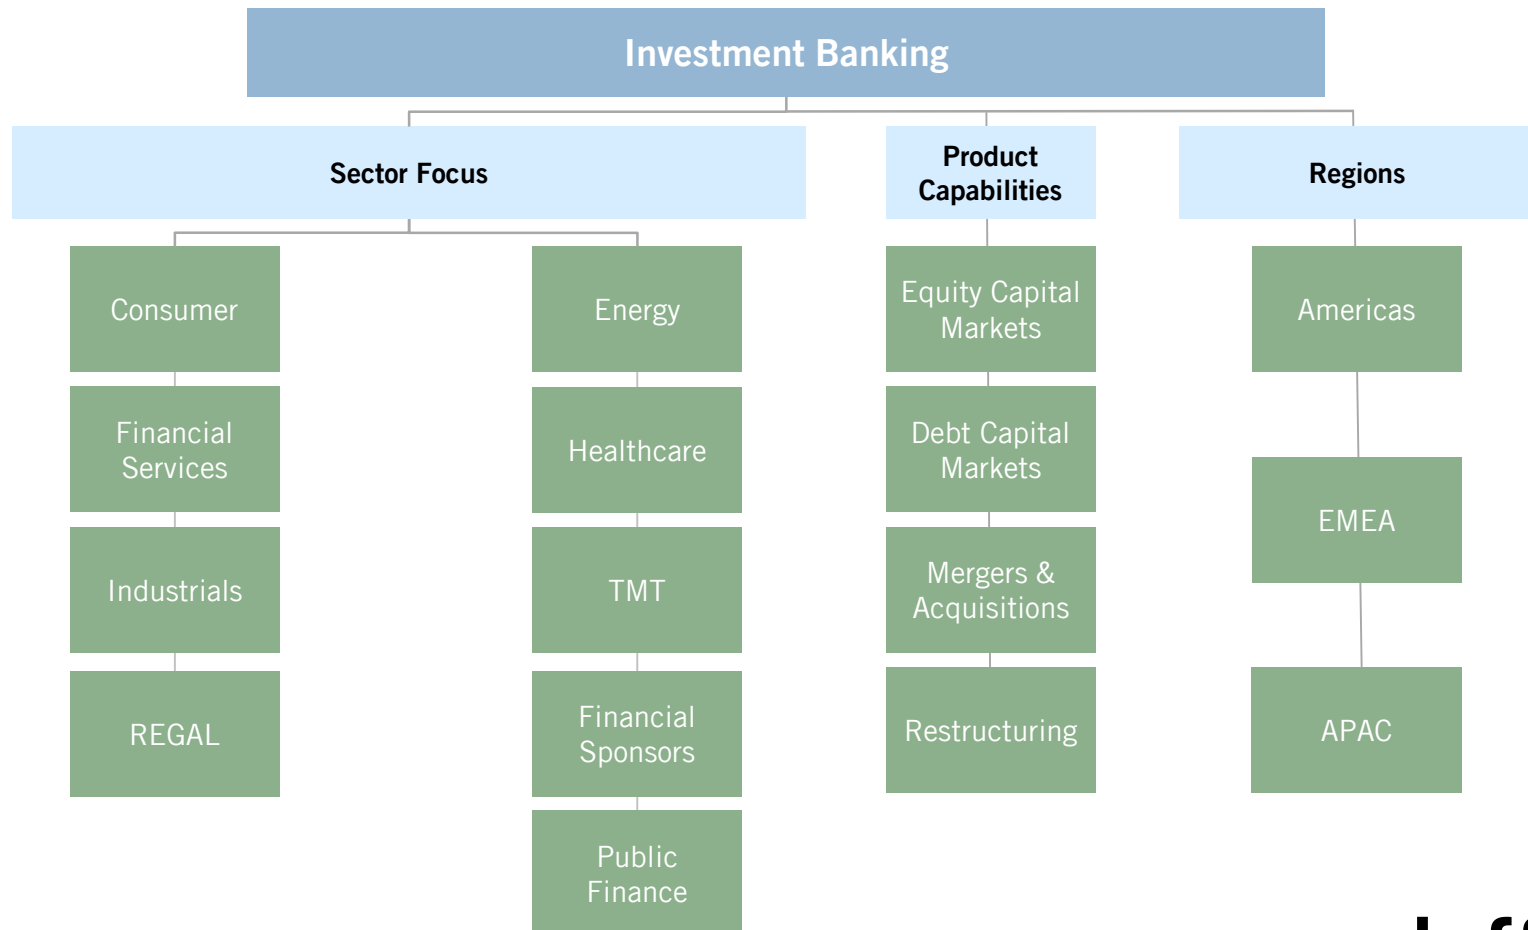 Investment Banking
Sector Focus
Product
Capabilities
Regions
Consumer
Financial
Services
Industrials
REGAL
Energy
Healthcare
TMT
Financial
Sponsors
Public
Finance
Equity Capital
Markets
Debt Capital
Markets
Mergers &
Acquisitions
Restructuring
Americas
EMEA
APAC